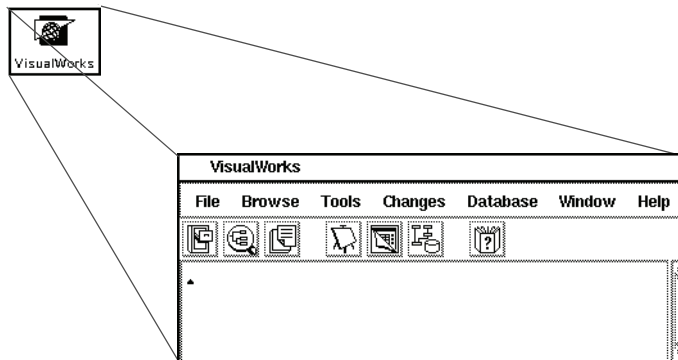 VisualWorks
VisualWorks
File Browse Tools Changes Database Window Help
?